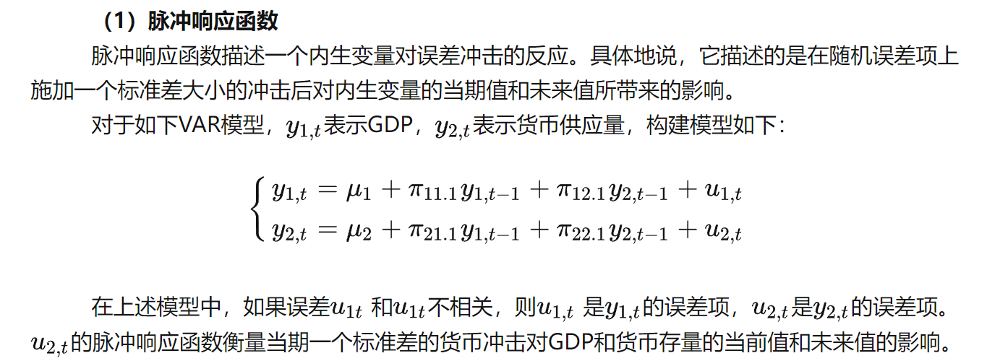 （1）脉冲响应函数
脉冲响应函数描述一个内生变量对误差冲击的反应。具体地说，它描述的是在随机误差项上
施加一个标准差大小的冲击后对内生变量的当期值和未来值所带来的影响。
对于如下VAR模型，$y_{1,t}$表示GDP，$y_{2,t}$表示货币供应量，构建模型如下：
$\begin{cases} y_{1,t} = \mu_1 + \pi_{11.1}y_{1,t-1} + \pi_{12.1}y_{2,t-1} + u_{1,t} \\
y_{2,t} = \mu_2 + \pi_{21.1}y_{1,t-1} + \pi_{22.1}y_{2,t-1} + u_{2,t} \end{cases}$
在上述模型中，如果误差$u_{1t}$ 和$u_{1t}$不相关，则$u_{1,t}$ 是$y_{1,t}$的误差项，$u_{2,t}$是$y_{2,t}$的误差项。
$u_{2,t}$的脉冲响应函数衡量当期一个标准差的货币冲击对GDP和货币存量的当前值和未来值的影响。